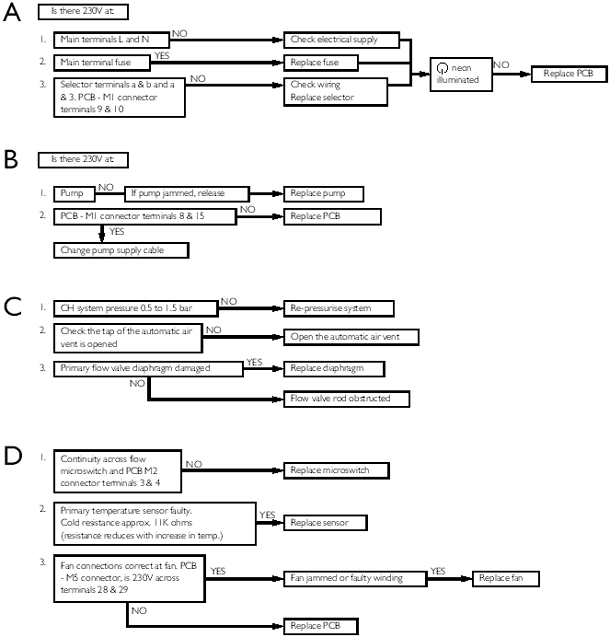 A
Is there 230V at:
1. Main terminals L and N
NO
Check electrical supply
2. Main terminal fuse
YES
Replace fuse
neon
illuminated
NO
Replace PCB
3. Selector terminals a & b and a
& 3. PCB - M1 connector
terminals 9 & 10
NO
Check wiring
Replace selector
B
Is there 230V at:
1. Pump
NO
If pump jammed, release
Replace pump
2. PCB - M1 connector terminals 8 & 15
NO
Replace PCB
YES
Change pump supply cable
C
1. CH system pressure 0.5 to 1.5 bar
NO
Re-pressurise system
2. Check the tap of the automatic air
vent is opened
NO
Open the automatic air vent
3. Primary flow valve diaphragm damaged
YES
Replace diaphragm
NO
Flow valve rod obstructed
D
1. Continuity across flow
microswitch and PCB-M2
connector terminals 3 & 4
NO
Replace microswitch
2. Primary temperature sensor faulty.
Cold resistance approx. 11K ohms
(resistance reduces with increase in temp.)
YES
Replace sensor
3. Fan connections correct at fan. PCB
- M5 connector, is 230V across
terminals 28 & 29
YES
Fan jammed or faulty winding
YES
Replace fan
NO
Replace PCB